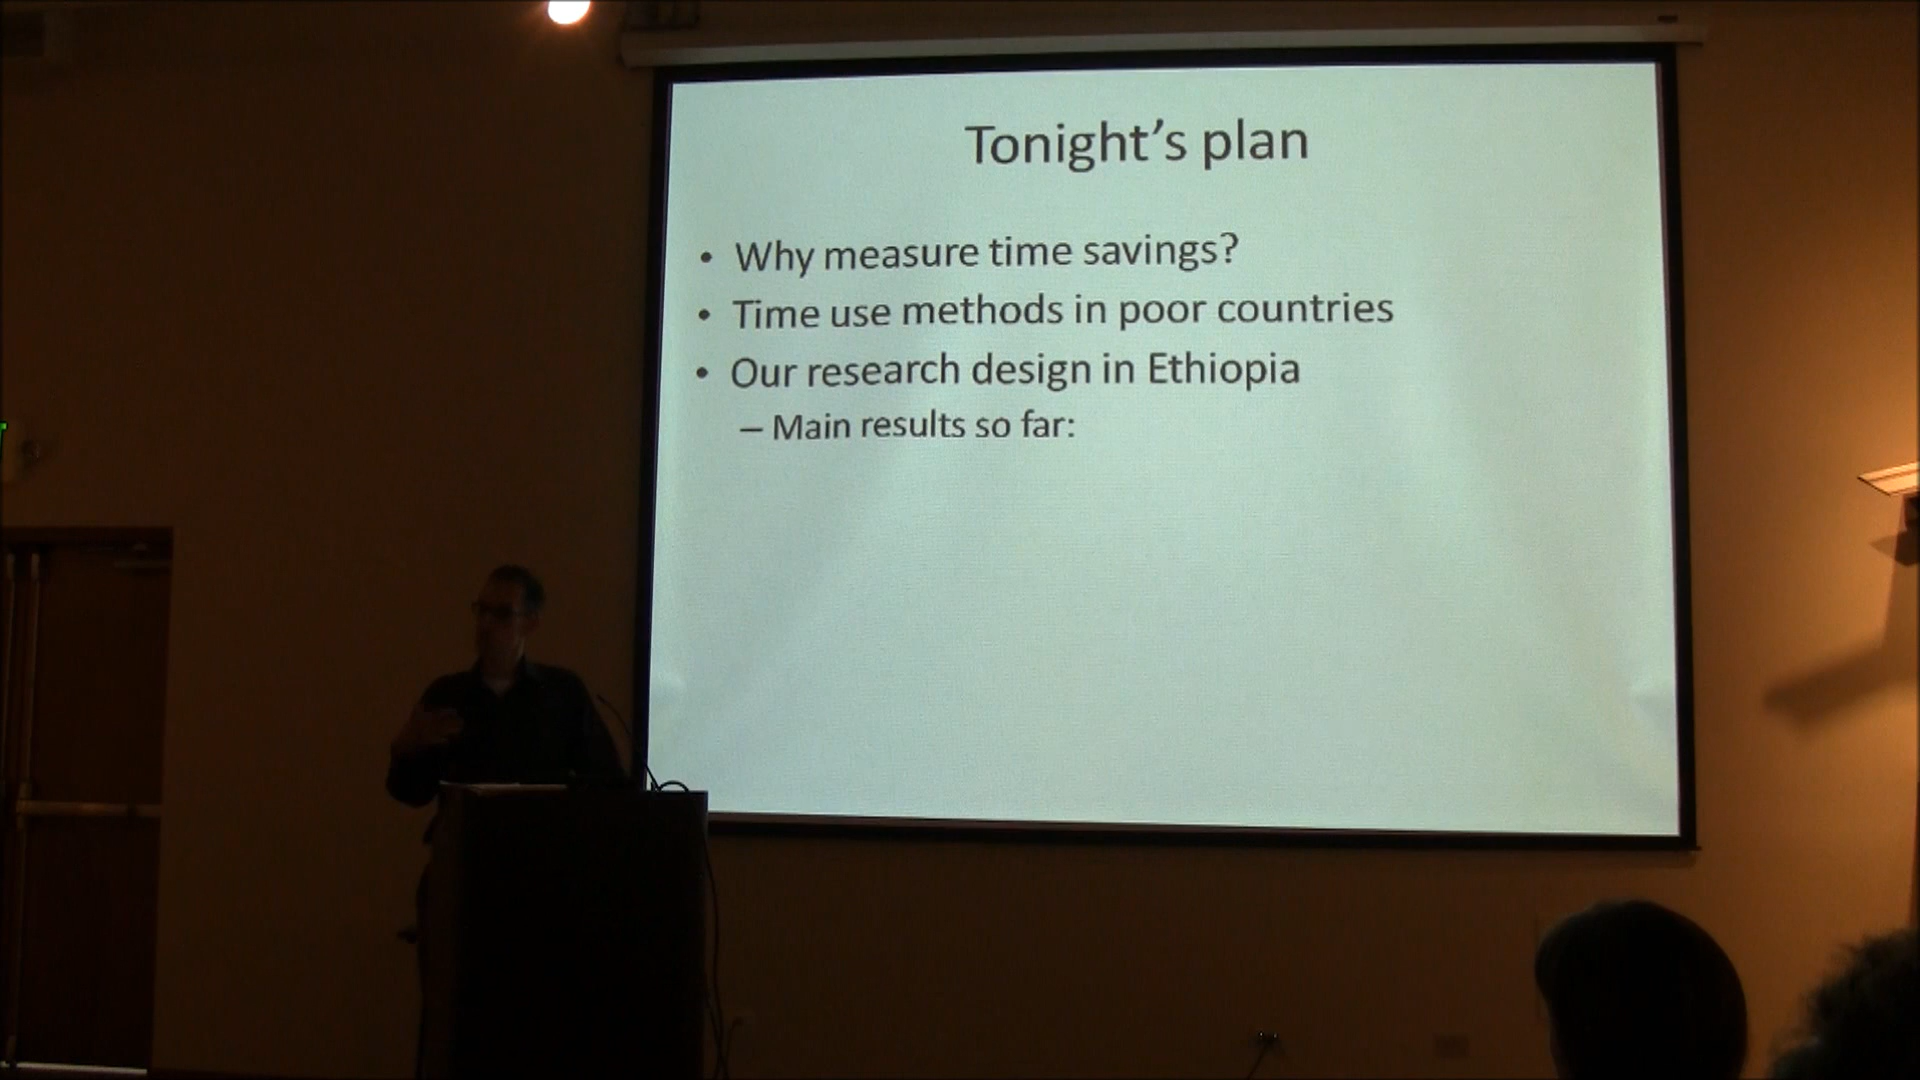 Tonight’s plan
• Why measure time savings?
• Time use methods in poor countries
• Our research design in Ethiopia
– Main results so far: